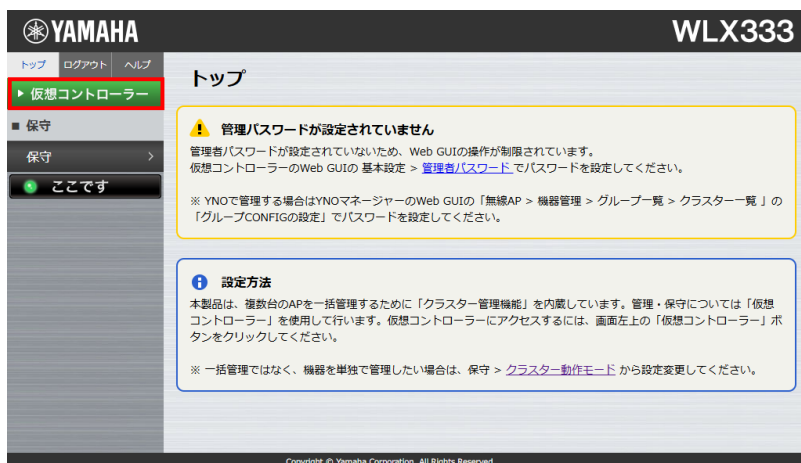 YAMAHA
WLX333
トップ ログアウト ヘルプ
仮想コントローラー
保守
保守
ここです
トップ
管理パスワードが設定されていません
管理者パスワードが設定されていないため、Web GUIの操作が制限されています。
仮想コントローラーのWeb GUIの 基本設定 > 管理者パスワード でパスワードを設定してください。
※ YNOで管理する場合はYNOマネージャーのWeb GUIの「無線AP > 機器管理 > グループ一覧 > クラスター一覧 」の
「グループCONFIGの設定」でパスワードを設定してください。
設定方法
本製品は、複数台のAPを一括管理するために「クラスター管理機能」を内蔵しています。管理・保守については「仮想
コントローラー」を使用して行います。仮想コントローラーにアクセスするには、画面左上の「仮想コントローラー」ボ
タンをクリックしてください。
※ 一括管理ではなく、機器を単独で管理したい場合は、保守 > クラスター動作モード から設定変更してください。
Copyright © Yamaha Corporation. All Rights Reserved.